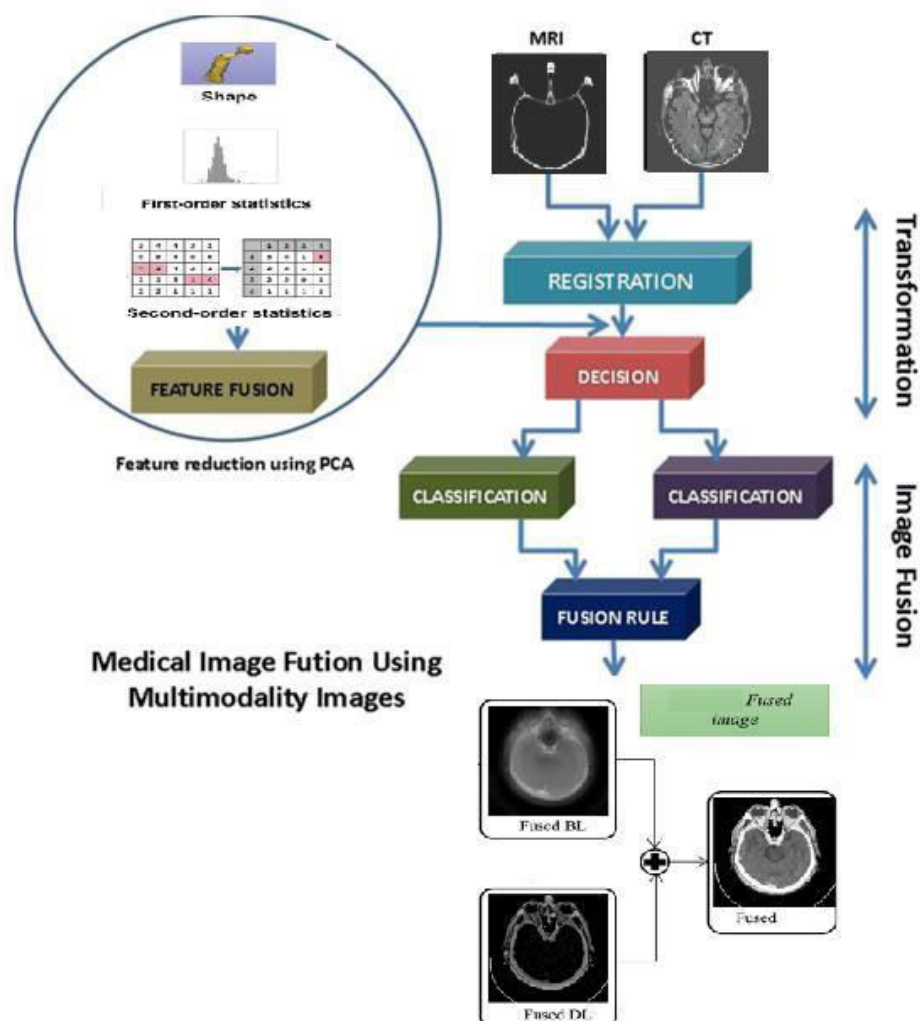 MRI
CT
Shape
First-order statistics
Second-order statistics
FEATURE FUSION
Feature reduction using PCA
REGISTRATION
DECISION
CLASSIFICATION
CLASSIFICATION
FUSION RULE
Transformation
Image Fusion
Medical Image Fution Using
Multimodality Images
Fused
image
Fused BL
Fused DL
Fused